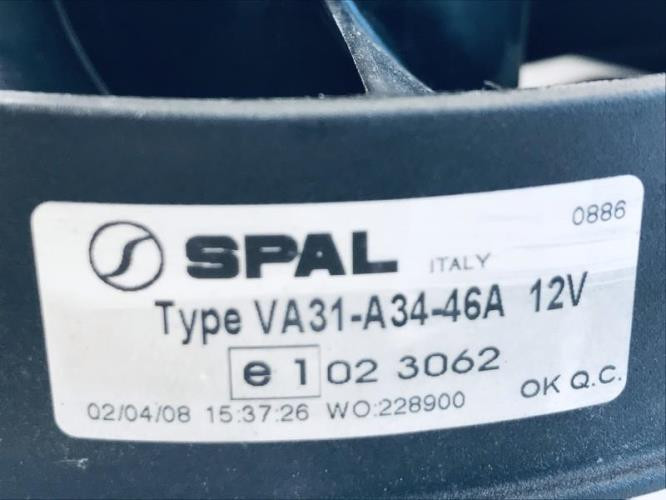 0886
SPAL ITALY
Type VA31-A34-46A 12V
e 1 02 3062
OK Q.C.
02/04/08 15:37:26 WO:228900